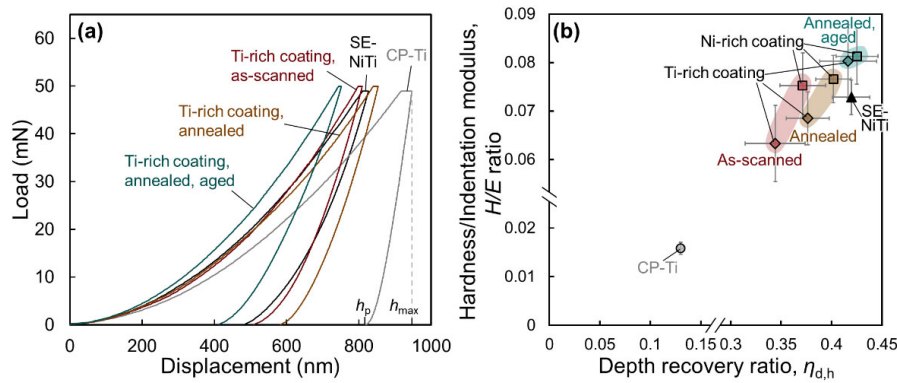 (a)
Load (mN)
60
50
40
30
20
10
0
Ti-rich coating,
as-scanned
SE-
NiTi
CP-Ti
Ti-rich coating,
annealed
Ti-rich coating,
annealed, aged
hp
hmax
0
200
400
600
800
1000
Displacement (nm)
(b)
Hardness/Indentation modulus,
H/E ratio
0.09
0.08
0.07
0.06
0.02
0.01
0
Annealed,
aged
Ni-rich coating
Ti-rich coating
SE-
NiTi
Annealed
As-scanned
CP-Ti
0
0.05
0.1
0.15
0.3
0.35
0.4
0.45
Depth recovery ratio, ηd,h